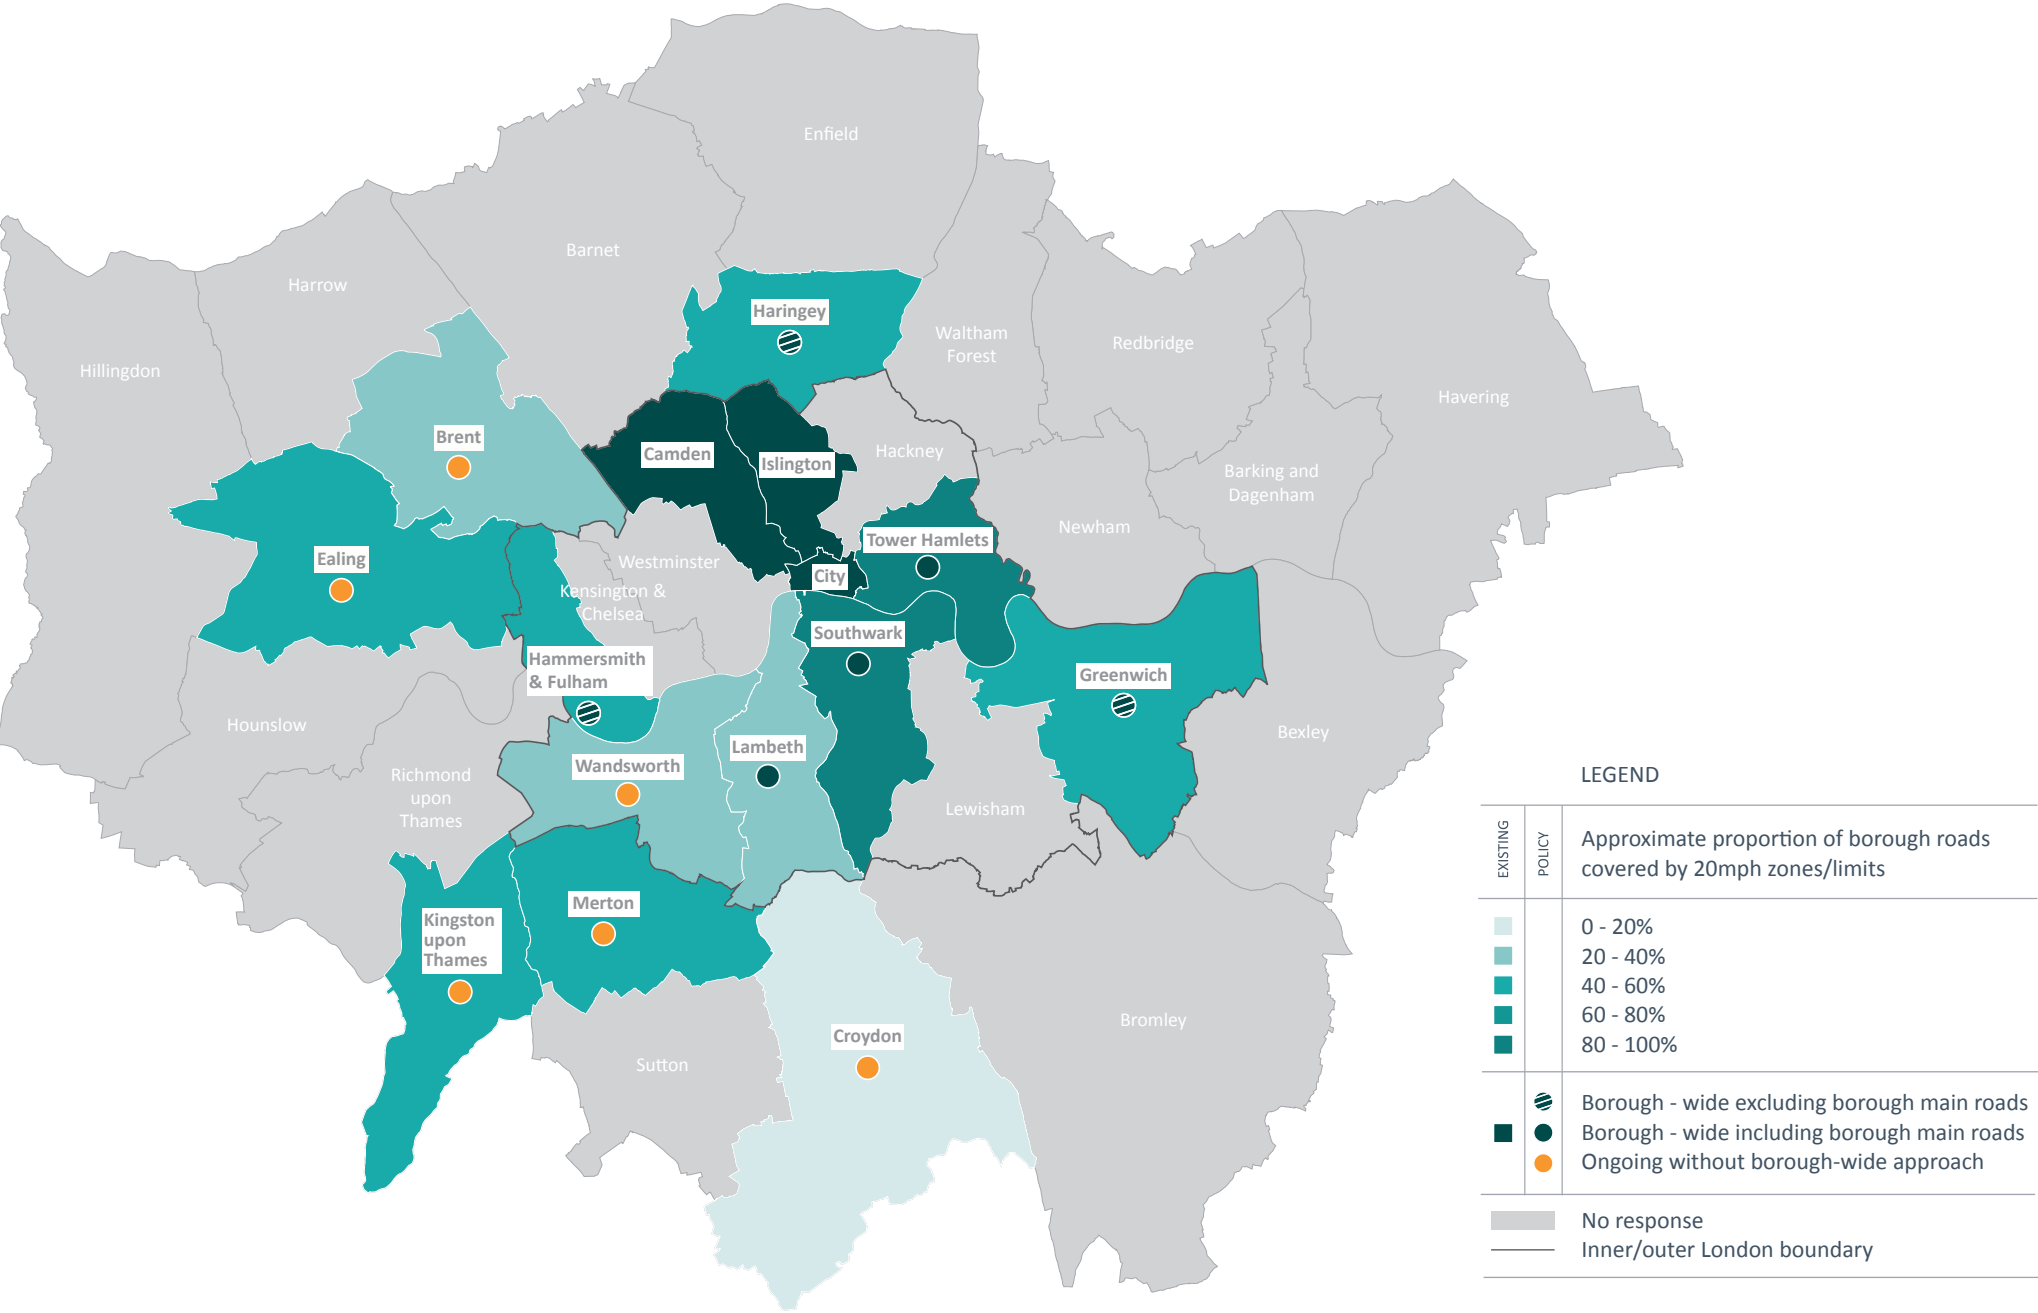 Enfield
Barnet
Harrow
Haringey
Waltham
Forest
Redbridge
Hillingdon
Havering
Brent
Camden
Islington
Hackney
Barking and
Dagenham
Newham
Tower Hamlets
Ealing
Westminster
City
Kensington &
Chelsea
Southwark
Hammersmith
& Fulham
Greenwich
Hounslow
Bexley
Lambeth
Wandsworth
Richmond
upon
Thames
Lewisham
Merton
Kingston
upon
Thames
Bromley
Croydon
Sutton
LEGEND
EXISTING
POLICY
Approximate proportion of borough roads
covered by 20mph zones/limits
0 - 20%
20 - 40%
40 - 60%
60 - 80%
80 - 100%
Borough - wide excluding borough main roads
Borough - wide including borough main roads
Ongoing without borough-wide approach
No response
Inner/outer London boundary